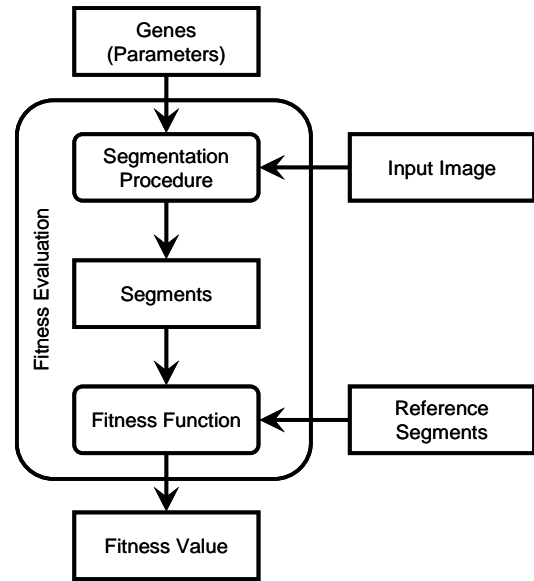 Genes
(Parameters)
Segmentation
Procedure
Input Image
Fitness Evaluation
Segments
Fitness Function
Reference
Segments
Fitness Value